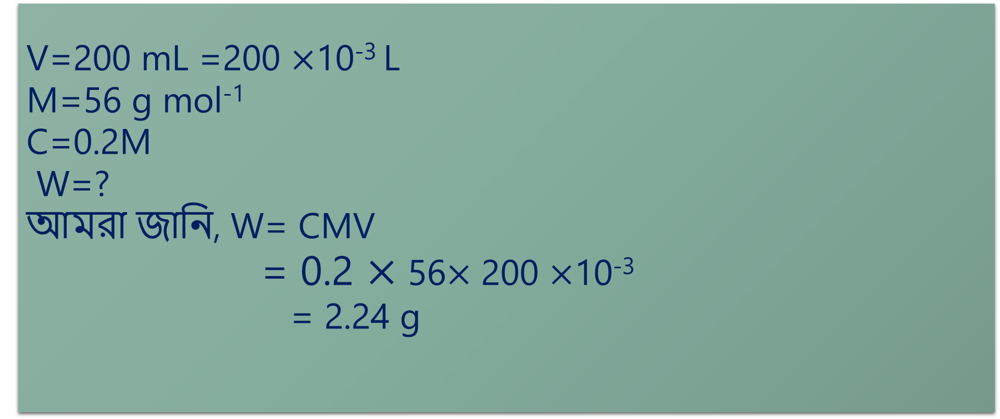 V=200 mL =200 ×10⁻³ L
M=56 g mol⁻¹
C=0.2M
W=?
আমরা জানি, W= CMV
= 0.2 × 56× 200 ×10⁻³
= 2.24 g